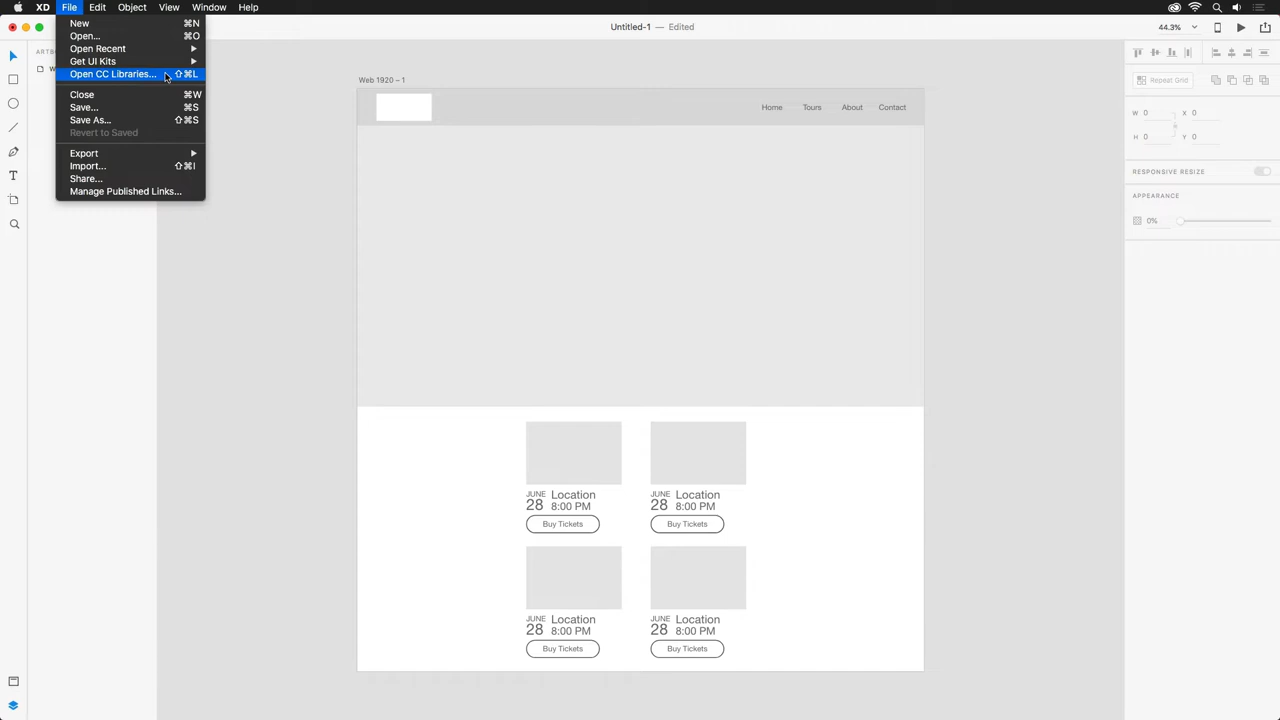 XD File Edit Object View Window Help
Untitled-1 — Edited
44.3%
New ⌘N
Open... ⌘O
Open Recent
Get UI Kits
Open CC Libraries... ⇧⌘L
Close ⌘W
Save... ⌘S
Save As... ⇧⌘S
Revert to Saved
Export
Import... ⇧⌘I
Share...
Manage Published Links...
Web 1920 – 1
Home Tours About Contact
JUNE
28
Location
8:00 PM
Buy Tickets
JUNE
28
Location
8:00 PM
Buy Tickets
JUNE
28
Location
8:00 PM
Buy Tickets
JUNE
28
Location
8:00 PM
Buy Tickets
Repeat Grid
W 0 X 0
H 0 Y 0
RESPONSIVE RESIZE
APPEARANCE
0%